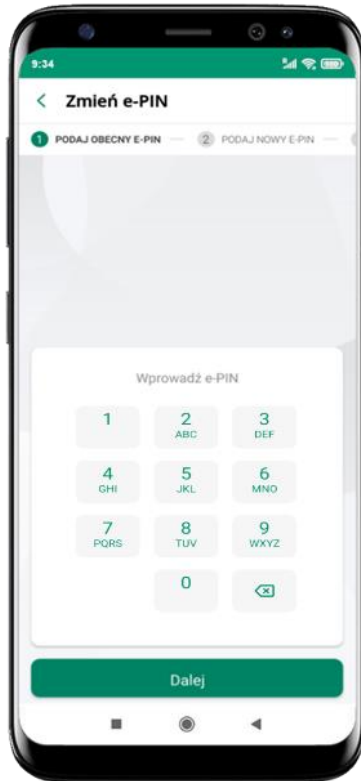 9:34
Zmień e-PIN
1 PODAJ OBECNY E-PIN 2 PODAJ NOWY E-PIN
Wprowadź e-PIN
1 2 3
ABC DEF
4 5 6
GHI JKL MNO
7 8 9
PQRS TUV WXYZ
0
Dalej